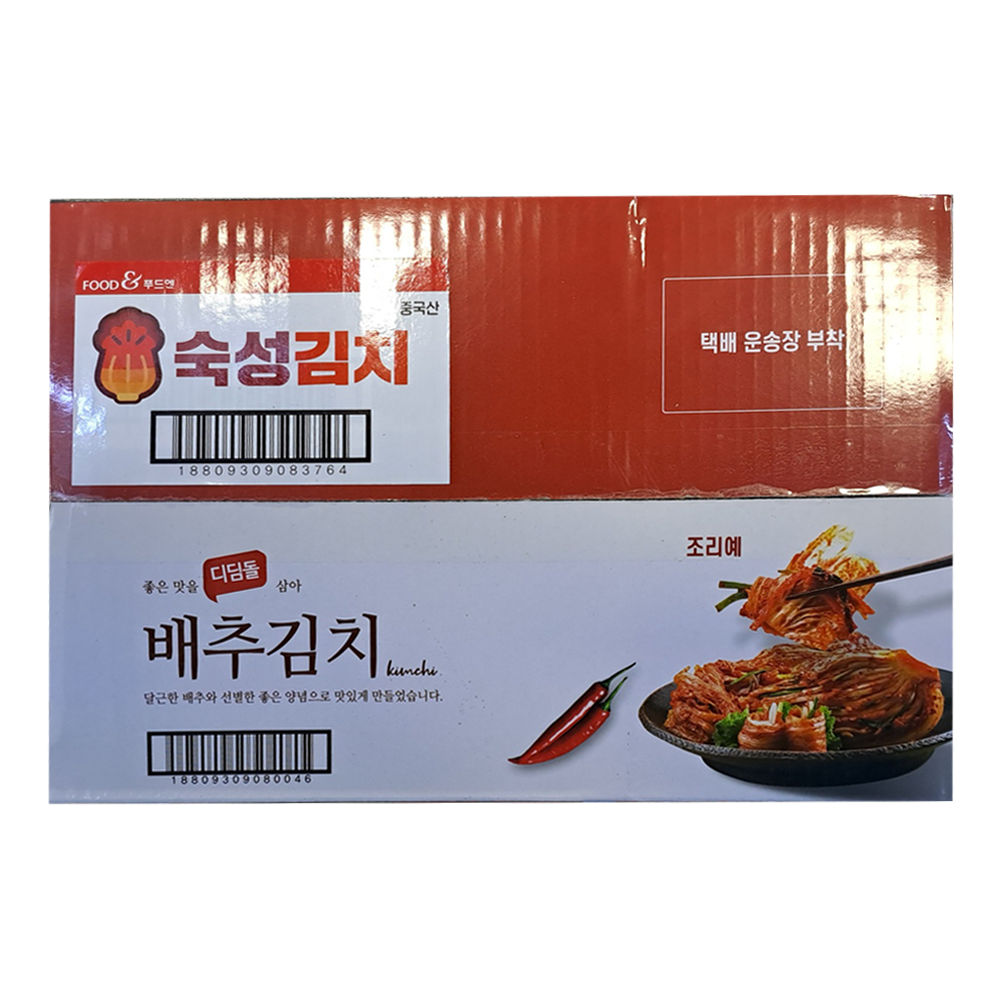 FOOD & 푸드엔
중국산
숙성김치
18809309083764
택배 운송장 부착
조리예
좋은 맛을 디딤돌 삼아
배추김치 kimchi
달근한 배추와 선별한 좋은 양념으로 맛있게 만들었습니다.
18809309080046